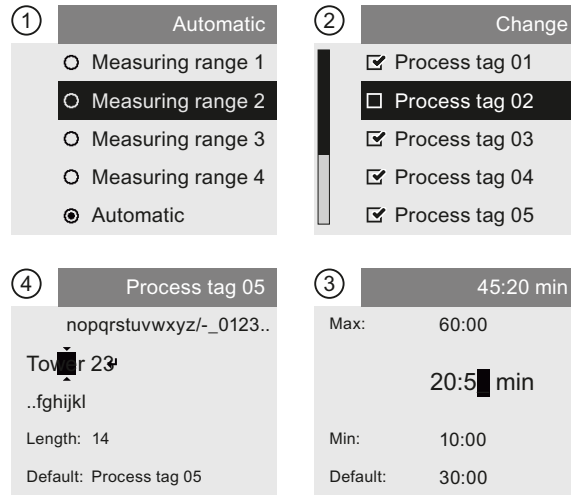 1 Automatic
Measuring range 1
Measuring range 2
Measuring range 3
Measuring range 4
Automatic
2 Change
Process tag 01
Process tag 02
Process tag 03
Process tag 04
Process tag 05
4 Process tag 05
nopqrstuvwxyz/-_0123..
Tower 23
..fghijkl
Length: 14
Default: Process tag 05
3 45:20 min
Max: 60:00
20:5 min
Min: 10:00
Default: 30:00